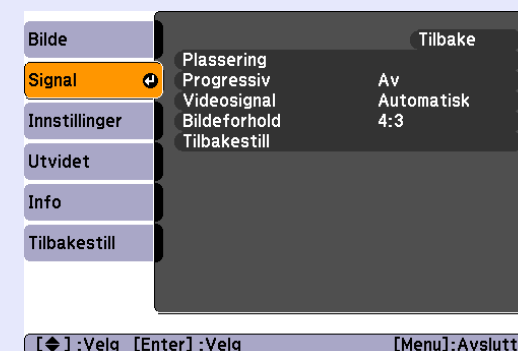 Bilde
Signal
Innstillinger
Utvidet
Info
Tilbakestill
Tilbake
Plassering
Progressiv Av
Videosignal Automatisk
Bildeforhold 4:3
Tilbakestill
[◆] :Velg [Enter] :Velg [Menu]:Avslutt